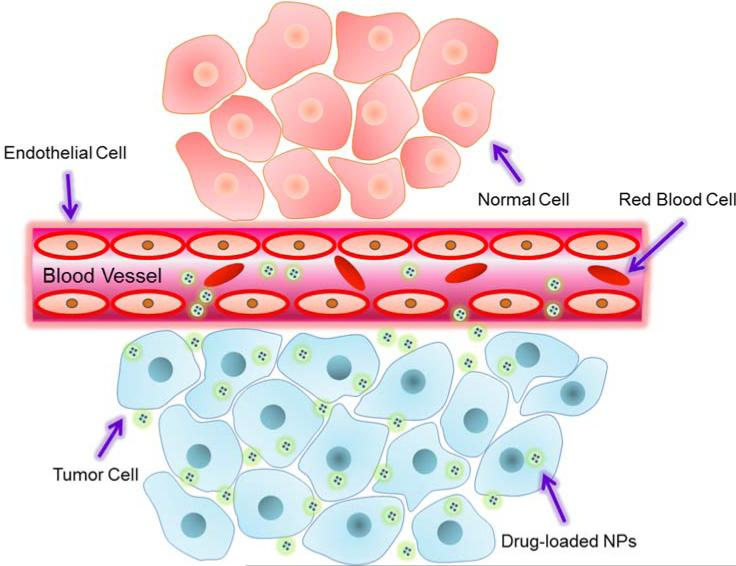 Endothelial Cell
Normal Cell
Red Blood Cell
Blood Vessel
Tumor Cell
Drug-loaded NPs